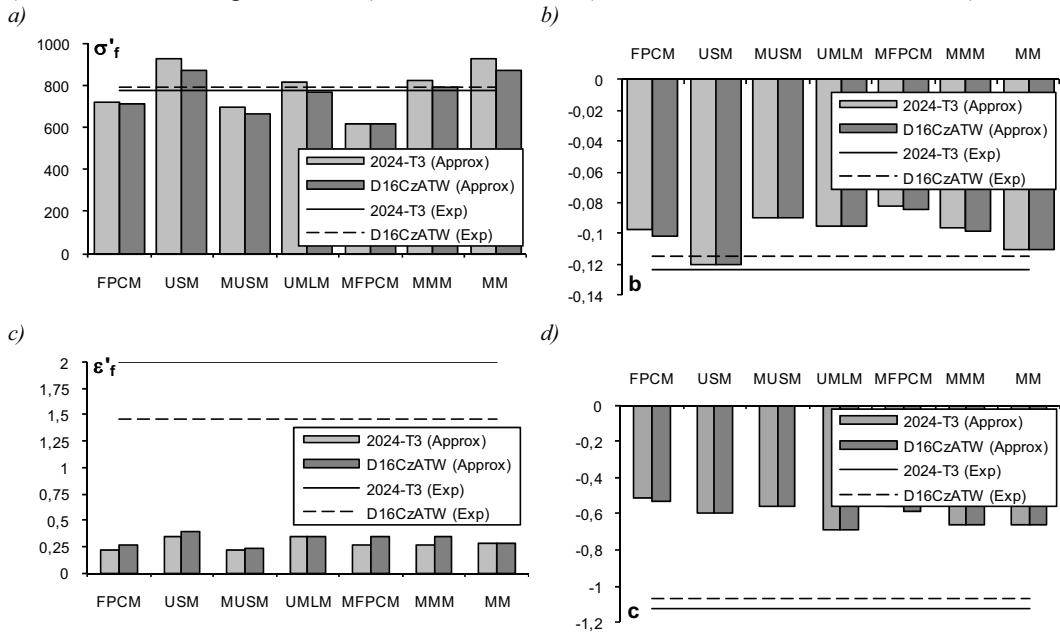 a)
σ'f
1000
800
600
400
200
0
FPCM USM MUSM UMLM MFPCM MMM MM
2024-T3 (Approx)
D16CzATW (Approx)
2024-T3 (Exp)
D16CzATW (Exp)
b)
FPCM USM MUSM UMLM MFPCM MMM MM
0
-0,02
-0,04
-0,06
-0,08
-0,1
-0,12
-0,14
2024-T3 (Approx)
D16CzATW (Approx)
2024-T3 (Exp)
D16CzATW (Exp)
b
c)
ε'f
2
1,75
1,5
1,25
1
0,75
0,5
0,25
0
2024-T3 (Approx)
D16CzATW (Approx)
2024-T3 (Exp)
D16CzATW (Exp)
FPCM USM MUSM UMLM MFPCM MMM MM
d)
FPCM USM MUSM UMLM MFPCM MMM MM
0
-0,2
-0,4
-0,6
-0,8
-1
-1,2
2024-T3 (Approx)
D16CzATW (Approx)
2024-T3 (Exp)
D16CzATW (Exp)
c